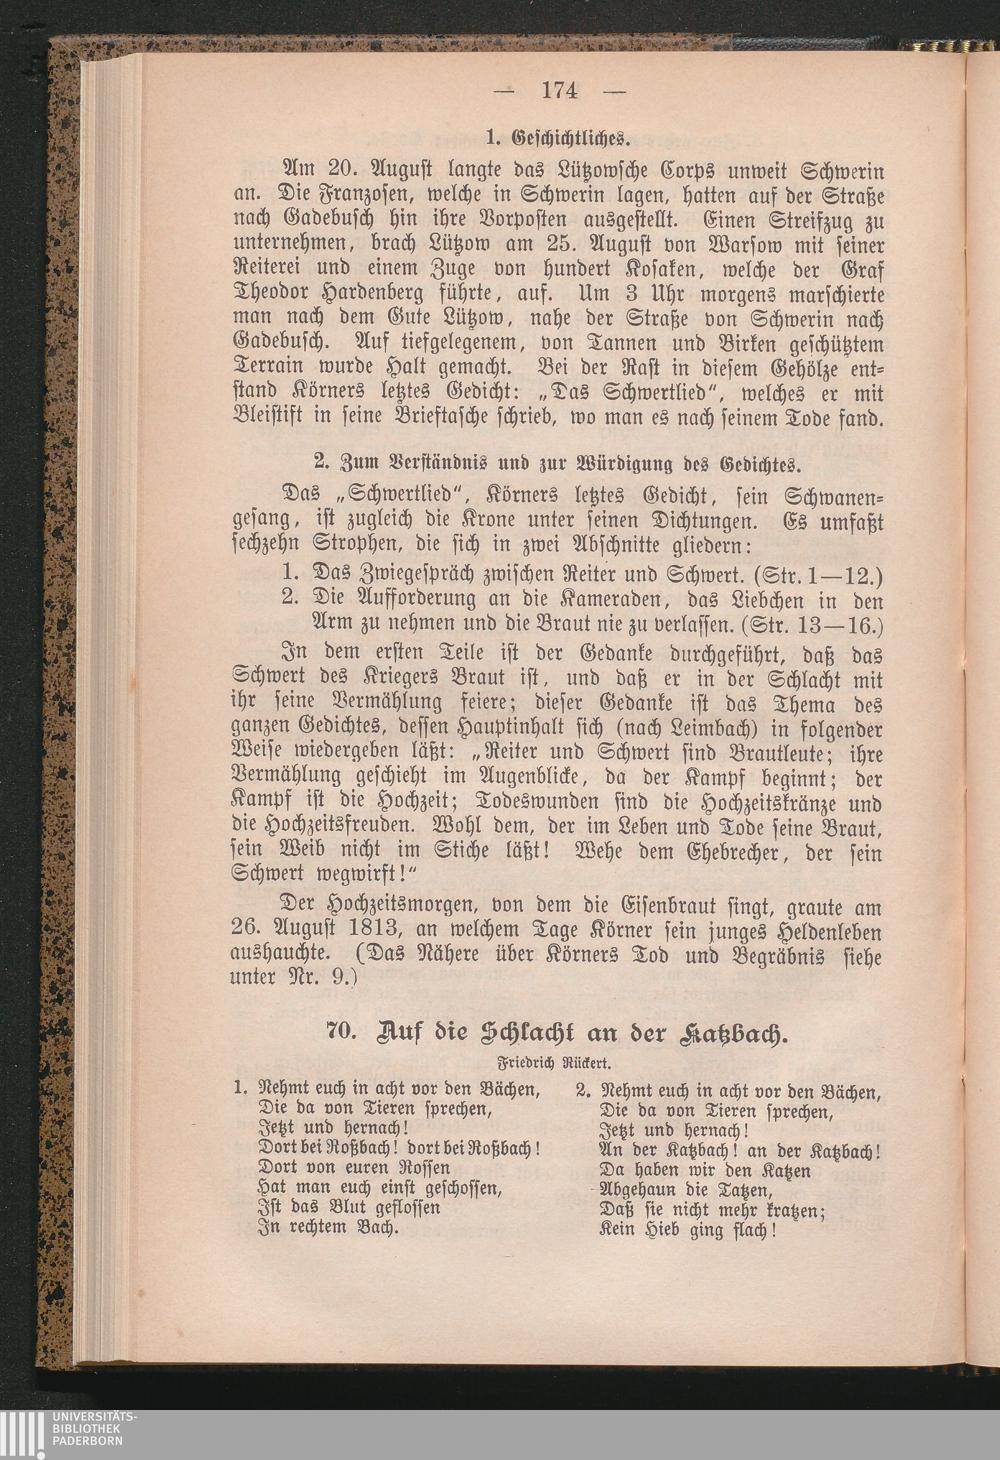 — 174 —
1. Geschichtliches.
Am 20. August langte das Lützowsche Corps unweit Schwerin
an. Die Franzosen, welche in Schwerin lagen, hatten auf der Straße
nach Gadebusch hin ihre Vorposten ausgestellt. Einen Streifzug zu
unternehmen, brach Lützow am 25. August von Warsow mit seiner
Reiterei und einem Zuge von hundert Kosaken, welche der Graf
Theodor Hardenberg führte, auf. Um 3 Uhr morgens marschierte
man nach dem Gute Lützow, nahe der Straße von Schwerin nach
Gadebusch. Auf tiefgelegenem, von Tannen und Birken geschütztem
Terrain wurde Halt gemacht. Bei der Rast in diesem Gehölze ent-
stand Körners letztes Gedicht: „Das Schwertlied“, welches er mit
Bleistift in seine Brieftasche schrieb, wo man es nach seinem Tode fand.
2. Zum Verständnis und zur Würdigung des Gedichtes.
Das „Schwertlied“, Körners letztes Gedicht, sein Schwanen-
gesang, ist zugleich die Krone unter seinen Dichtungen. Es umfaßt
sechzehn Strophen, die sich in zwei Abschnitte gliedern:
1. Das Zwiegespräch zwischen Reiter und Schwert. (Str. 1—12.)
2. Die Aufforderung an die Kameraden, das Liebchen in den
Arm zu nehmen und die Braut nie zu verlassen. (Str. 13—16.)
In dem ersten Teile ist der Gedanke durchgeführt, daß das
Schwert des Kriegers Braut ist, und daß er in der Schlacht mit
ihr seine Vermählung feiere; dieser Gedanke ist das Thema des
ganzen Gedichtes, dessen Hauptinhalt sich (nach Leimbach) in folgender
Weise wiedergeben läßt: „Reiter und Schwert sind Brautleute; ihre
Vermählung geschieht im Augenblicke, da der Kampf beginnt; der
Kampf ist die Hochzeit; Todeswunden sind die Hochzeitskränze und
die Hochzeitsfreuden. Wohl dem, der im Leben und Tode seine Braut,
sein Weib nicht im Stiche läßt! Wehe dem Ehebrecher, der sein
Schwert wegwirft!“
Der Hochzeitsmorgen, von dem die Eisenbraut singt, graute am
26. August 1813, an welchem Tage Körner sein junges Heldenleben
aushauchte. (Das Nähere über Körners Tod und Begräbnis siehe
unter Nr. 9.)
70. Auf die Schlacht an der Katzbach.
Friedrich Rückert.
1. Nehmt euch in acht vor den Bächen,
Die da von Tieren sprechen,
Jetzt und hernach!
Dort bei Roßbach! dort bei Roßbach!
Dort von euren Rossen
Hat man euch einst geschossen,
Ist das Blut geflossen
In rechtem Bach.
2. Nehmt euch in acht vor den Bächen,
Die da von Tieren sprechen,
Jetzt und hernach!
An der Katzbach! an der Katzbach!
Da haben wir den Katzen
Abgehaun die Tatzen,
Daß sie nicht mehr kratzen;
Kein Hieb ging flach!
UNIVERSITÄTS-
BIBLIOTHEK
PADERBORN